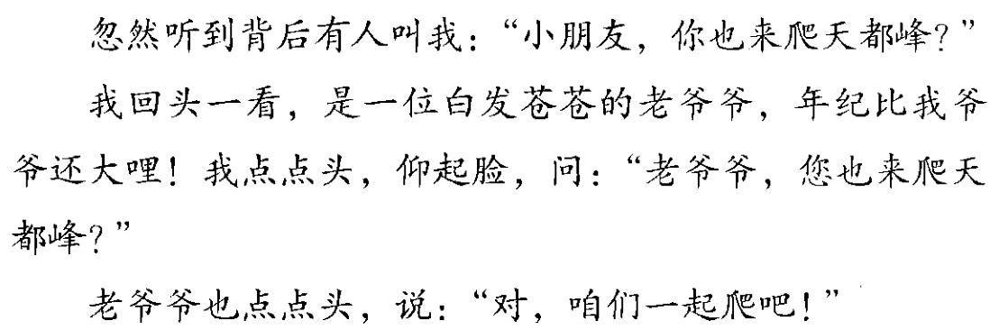 忽然听到背后有人叫我：“小朋友，你也来爬天都峰？”
我回头一看，是一位白发苍苍的老爷爷，年纪比我爷
爷还大哩！我点点头，仰起脸，问：“老爷爷，您也来爬天
都峰？”
老爷爷也点点头，说：“对，咱们一起爬吧！”